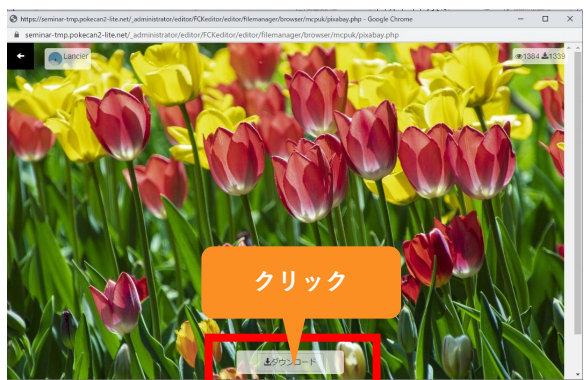 https://seminar-tmp.pokecan2-lite.net/_administrator/editor/FCKeditor/editor/filemanager/browser/mcpuk/pixabay.php - Google Chrome
seminar-tmp.pokecan2-lite.net/_administrator/editor/FCKeditor/editor/filemanager/browser/mcpuk/pixabay.php
Lancier
1384 1339
クリック
ダウンロード